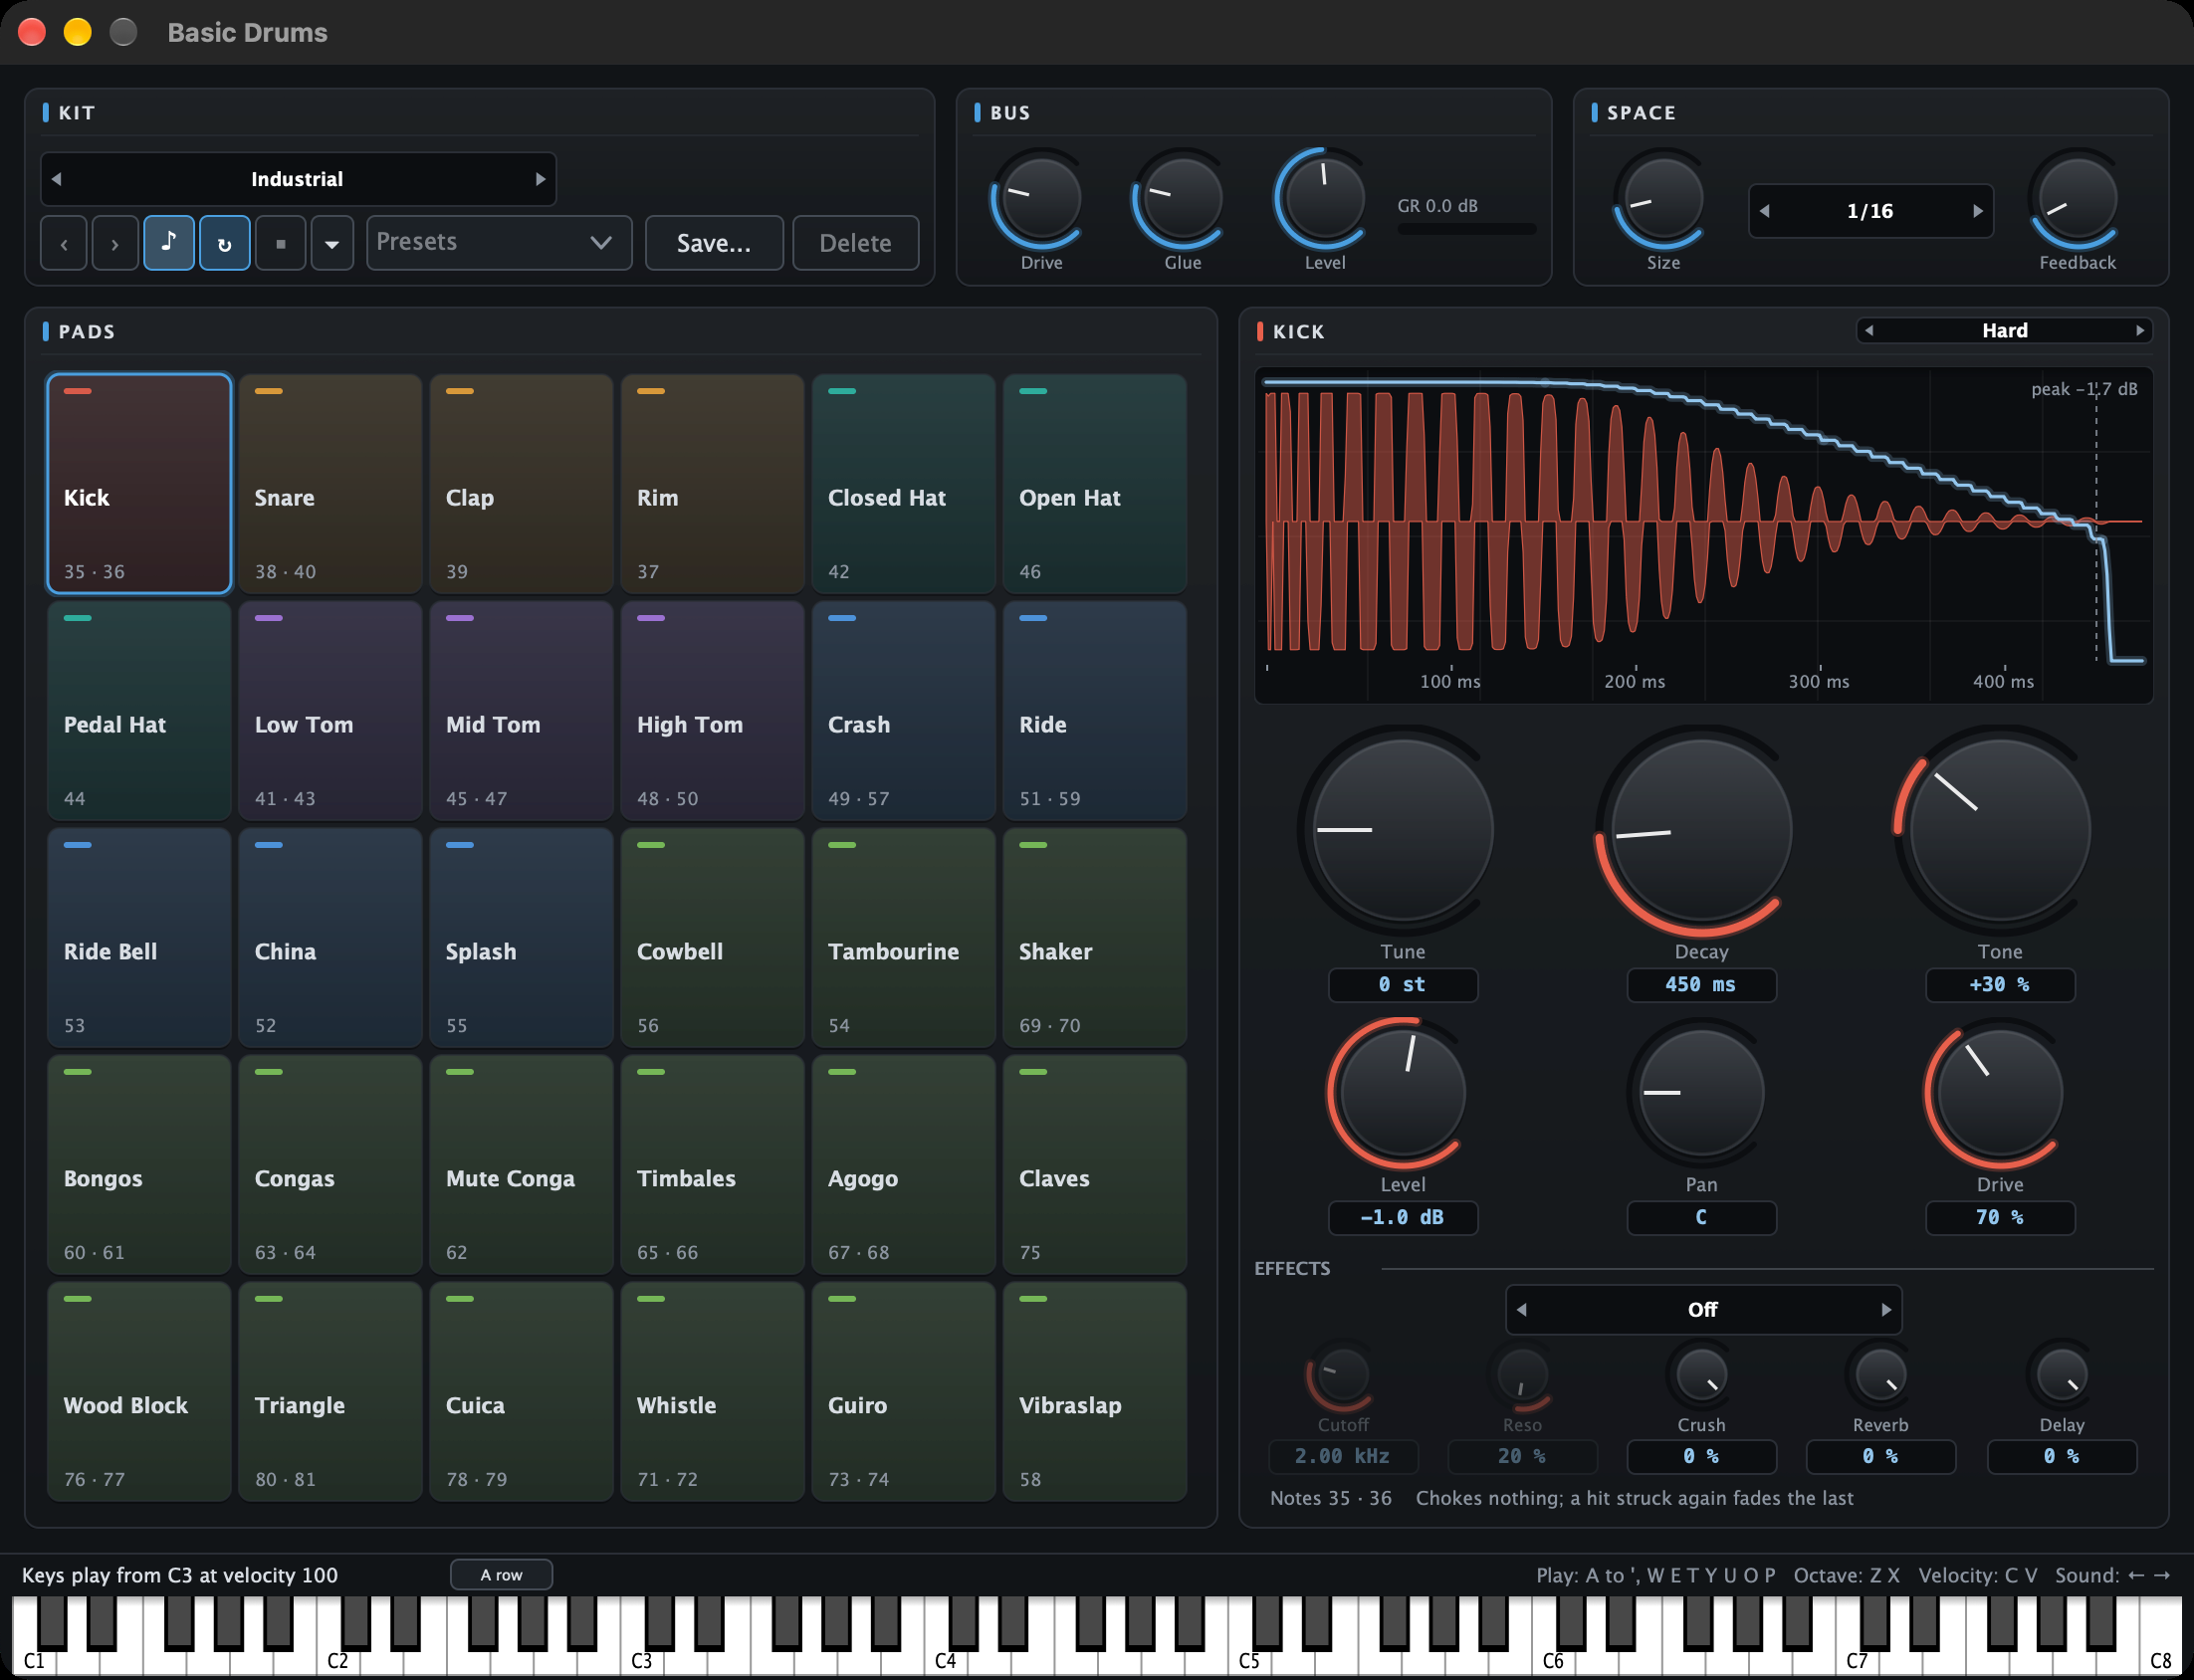 Basic Drums
KIT
Industrial
Presets
Save...
Delete
BUS
Drive
Glue
Level
GR 0.0 dB
SPACE
Size
1/16
Feedback
PADS
Kick
35 · 36
Snare
38 · 40
Clap
39
Rim
37
Closed Hat
42
Open Hat
46
Pedal Hat
44
Low Tom
41 · 43
Mid Tom
45 · 47
High Tom
48 · 50
Crash
49 · 57
Ride
51 · 59
Ride Bell
53
China
52
Splash
55
Cowbell
56
Tambourine
54
Shaker
69 · 70
Bongos
60 · 61
Congas
63 · 64
Mute Conga
62
Timbales
65 · 66
Agogo
67 · 68
Claves
75
Wood Block
76 · 77
Triangle
80 · 81
Cuica
78 · 79
Whistle
71 · 72
Guiro
73 · 74
Vibraslap
58
KICK
Hard
peak −1.7 dB
100 ms
200 ms
300 ms
400 ms
Tune
0 st
Decay
450 ms
Tone
+30 %
Level
−1.0 dB
Pan
C
Drive
70 %
EFFECTS
Off
Cutoff
2.00 kHz
Reso
20 %
Crush
0 %
Reverb
0 %
Delay
0 %
Notes 35 · 36 Chokes nothing; a hit struck again fades the last
Keys play from C3 at velocity 100
A row
Play: A to ', W E T Y U O P Octave: Z X Velocity: C V Sound: ← →
C1
C2
C3
C4
C5
C6
C7
C8